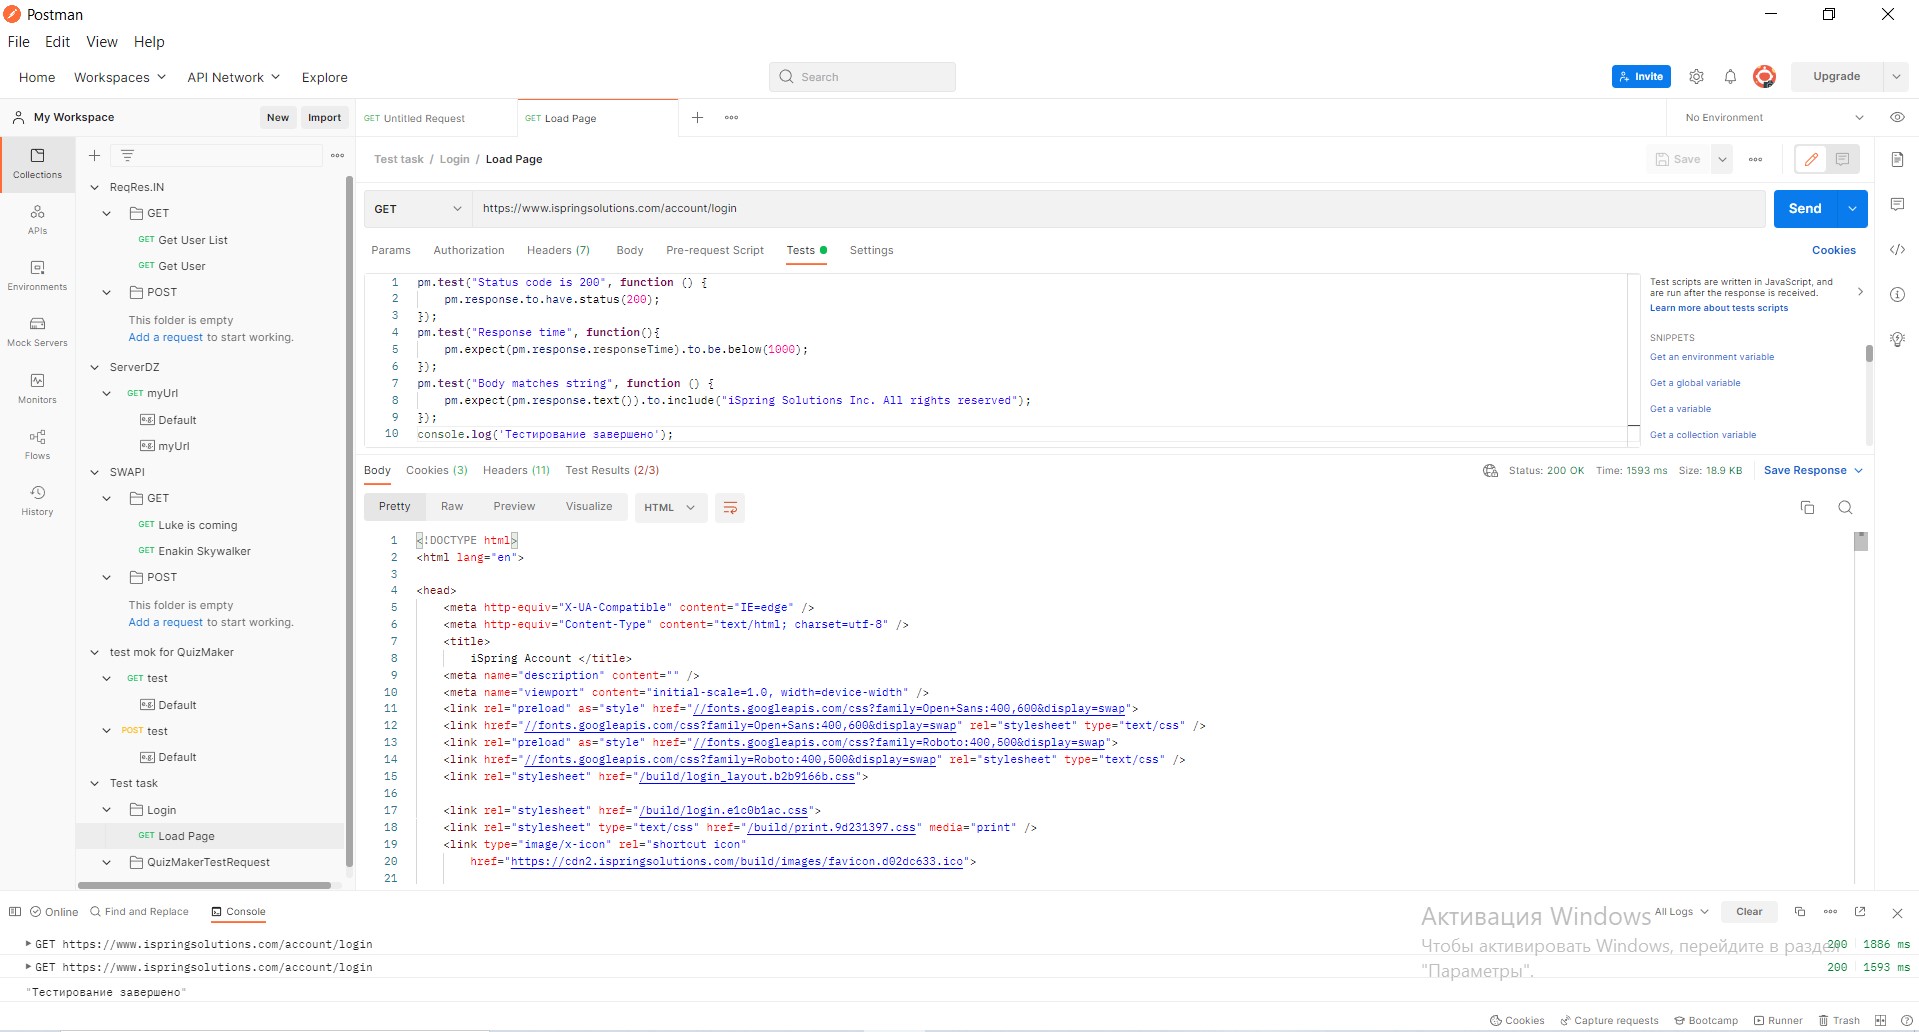 Postman
File Edit View Help
Home Workspaces API Network Explore
Search
Invite
Upgrade
My Workspace
New Import
GET Untitled Request
GET Load Page
No Environment
Collections
APIs
Environments
Mock Servers
Monitors
Flows
History
ReqRes.IN
GET
GET Get User List
GET Get User
POST
This folder is empty
Add a request to start working.
ServerDZ
GET myUrl
e.g. Default
e.g. myUrl
SWAPI
GET
GET Luke is coming
GET Enakin Skywalker
POST
This folder is empty
Add a request to start working.
test mok for QuizMaker
GET test
e.g. Default
POST test
e.g. Default
Test task
Login
GET Load Page
QuizMakerTestRequest
Test task / Login / Load Page
Save
GET
https://www.ispringsolutions.com/account/login
Send
Params Authorization Headers (7) Body Pre-request Script Tests Settings
Cookies
1 pm.test("Status code is 200", function () {
2 pm.response.to.have.status(200);
3 });
4 pm.test("Response time", function(){
5 pm.expect(pm.response.responseTime).to.be.below(1000);
6 });
7 pm.test("Body matches string", function () {
8 pm.expect(pm.response.text()).to.include("iSpring Solutions Inc. All rights reserved");
9 });
10 console.log('Тестирование завершено');
Test scripts are written in JavaScript, and
are run after the response is received.
Learn more about tests scripts
SNIPPETS
Get an environment variable
Get a global variable
Get a variable
Get a collection variable
Body Cookies (3) Headers (11) Test Results (2/3)
Status: 200 OK Time: 1593 ms Size: 18.9 KB
Save Response
Pretty Raw Preview Visualize
HTML
1 <!DOCTYPE html>
2 <html lang="en">
3
4 <head>
5 <meta http-equiv="X-UA-Compatible" content="IE=edge" />
6 <meta http-equiv="Content-Type" content="text/html; charset=utf-8" />
7 <title>
8 iSpring Account </title>
9 <meta name="description" content="" />
10 <meta name="viewport" content="initial-scale=1.0, width=device-width" />
11 <link rel="preload" as="style" href="//fonts.googleapis.com/css?family=Open+Sans:400,600&display=swap">
12 <link href="//fonts.googleapis.com/css?family=Open+Sans:400,600&display=swap" rel="stylesheet" type="text/css" />
13 <link rel="preload" as="style" href="//fonts.googleapis.com/css?family=Roboto:400,500&display=swap">
14 <link href="//fonts.googleapis.com/css?family=Roboto:400,500&display=swap" rel="stylesheet" type="text/css" />
15 <link rel="stylesheet" href="/build/login_layout.b2b9166b.css">
16
17 <link rel="stylesheet" href="/build/login.e1c0b1ac.css">
18 <link rel="stylesheet" type="text/css" href="/build/print.9d231397.css" media="print" />
19 <link type="image/x-icon" rel="shortcut icon"
20 href="https://cdn2.ispringsolutions.com/build/images/favicon.d02dc633.ico">
21
Online Find and Replace Console
All Logs Clear
GET https://www.ispringsolutions.com/account/login
200 1886 ms
GET https://www.ispringsolutions.com/account/login
200 1593 ms
"Тестирование завершено"
Активация Windows
Чтобы активировать Windows, перейдите в раздел
"Параметры".
Cookies Capture requests Bootcamp Runner Trash